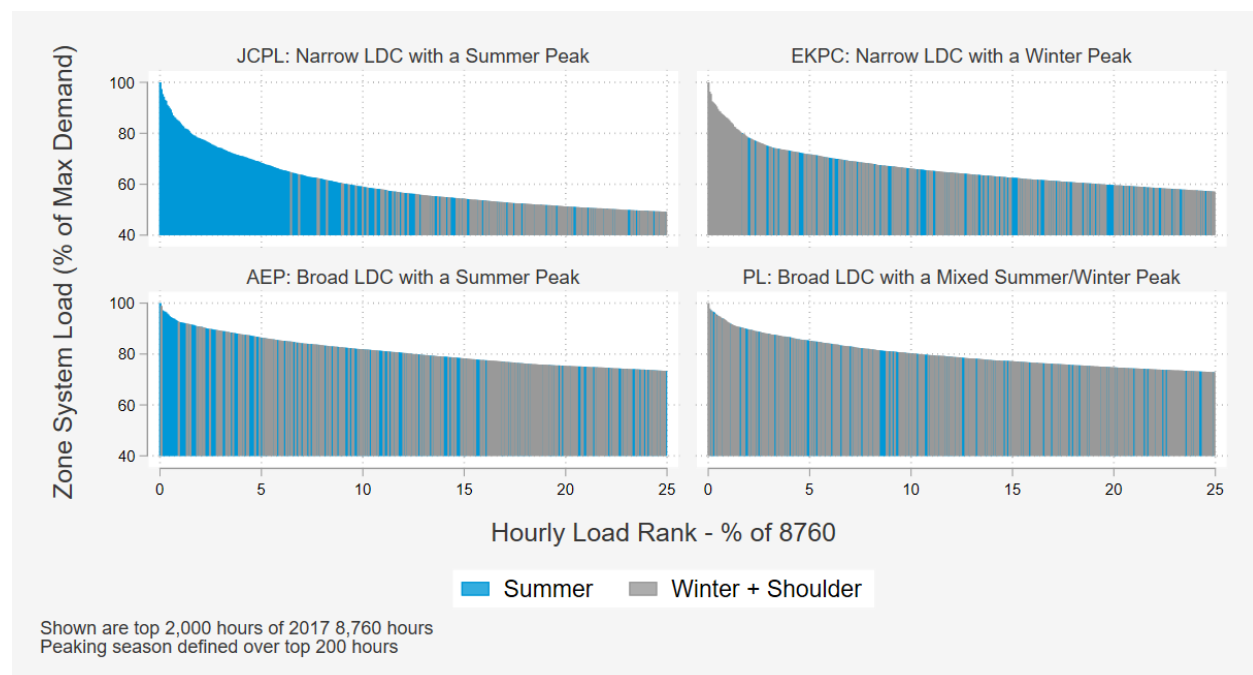 JCPL: Narrow LDC with a Summer Peak
EKPC: Narrow LDC with a Winter Peak
Zone System Load (% of Max Demand)
100
80
60
40
AEP: Broad LDC with a Summer Peak
PL: Broad LDC with a Mixed Summer/Winter Peak
100
80
60
40
0 5 10 15 20 25
0 5 10 15 20 25
Hourly Load Rank - % of 8760
Summer
Winter + Shoulder
Shown are top 2,000 hours of 2017 8,760 hours
Peaking season defined over top 200 hours